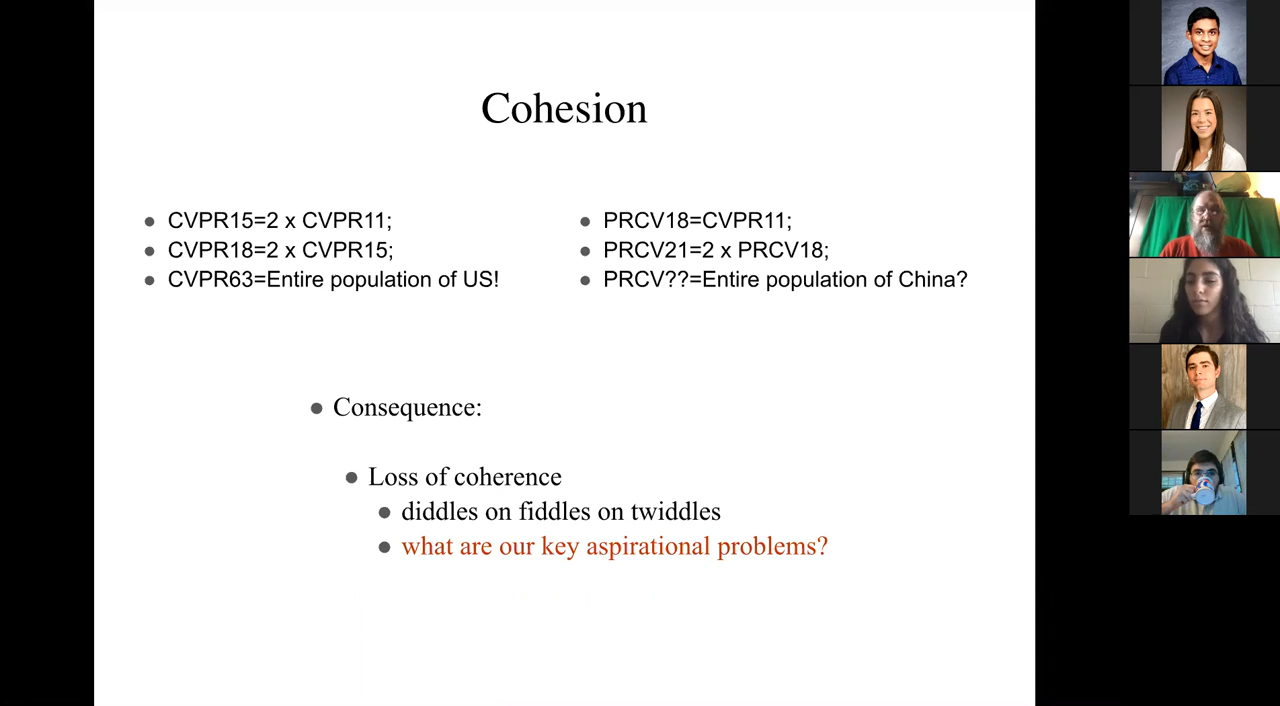 Cohesion
CVPR15=2 x CVPR11;
CVPR18=2 x CVPR15;
CVPR63=Entire population of US!
PRCV18=CVPR11;
PRCV21=2 x PRCV18;
PRCV??=Entire population of China?
Consequence:
Loss of coherence
diddles on fiddles on twiddles
what are our key aspirational problems?